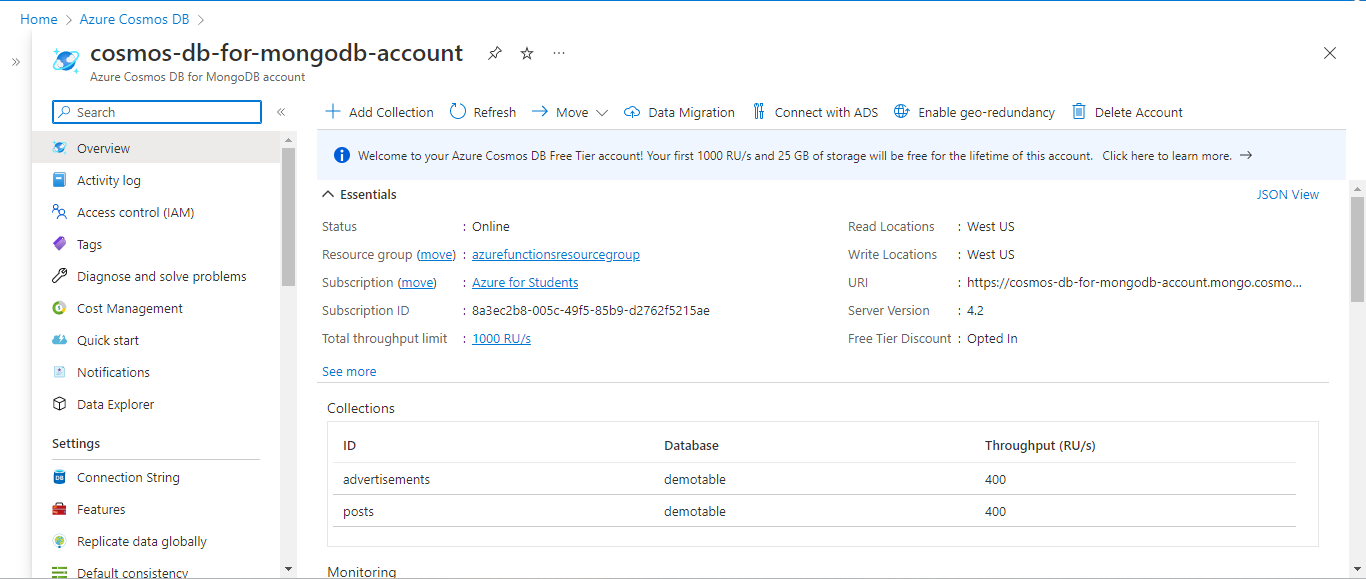 Home > Azure Cosmos DB >
cosmos-db-for-mongodb-account
Azure Cosmos DB for MongoDB account
Search
Overview
Activity log
Access control (IAM)
Tags
Diagnose and solve problems
Cost Management
Quick start
Notifications
Data Explorer
Settings
Connection String
Features
Replicate data globally
Default consistency
Add Collection Refresh Move Data Migration Connect with ADS Enable geo-redundancy Delete Account
Welcome to your Azure Cosmos DB Free Tier account! Your first 1000 RU/s and 25 GB of storage will be free for the lifetime of this account. Click here to learn more. →
Essentials JSON View
Status : Online
Resource group (move) : azurefunctionsresourcegroup
Subscription (move) : Azure for Students
Subscription ID : 8a3ec2b8-005c-49f5-85b9-d2762f5215ae
Total throughput limit : 1000 RU/s
Read Locations : West US
Write Locations : West US
URI : https://cosmos-db-for-mongodb-account.mongo.cosmo...
Server Version : 4.2
Free Tier Discount : Opted In
See more
Collections
ID Database Throughput (RU/s)
advertisements demotable 400
posts demotable 400
Monitoring